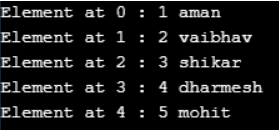 Element at 0 : 1 aman
Element at 1 : 2 vaibhav
Element at 2 : 3 shikar
Element at 3 : 4 dharmesh
Element at 4 : 5 mohit